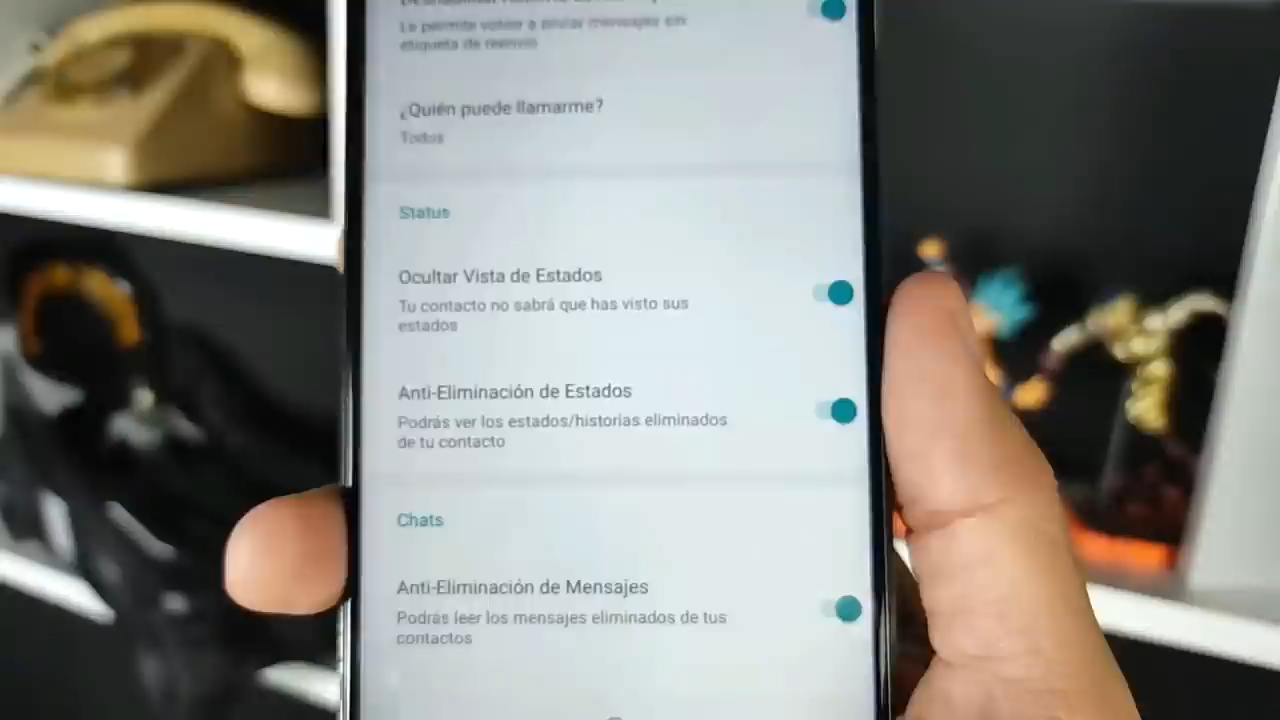 Le permite volver a enviar mensajes sin
etiqueta de reenvío
¿Quién puede llamarme?
Todos
Status
Ocultar Vista de Estados
Tu contacto no sabrá que has visto sus
estados
Anti-Eliminación de Estados
Podrás ver los estados/historias eliminados
de tu contacto
Chats
Anti-Eliminación de Mensajes
Podrás leer los mensajes eliminados de tus
contactos